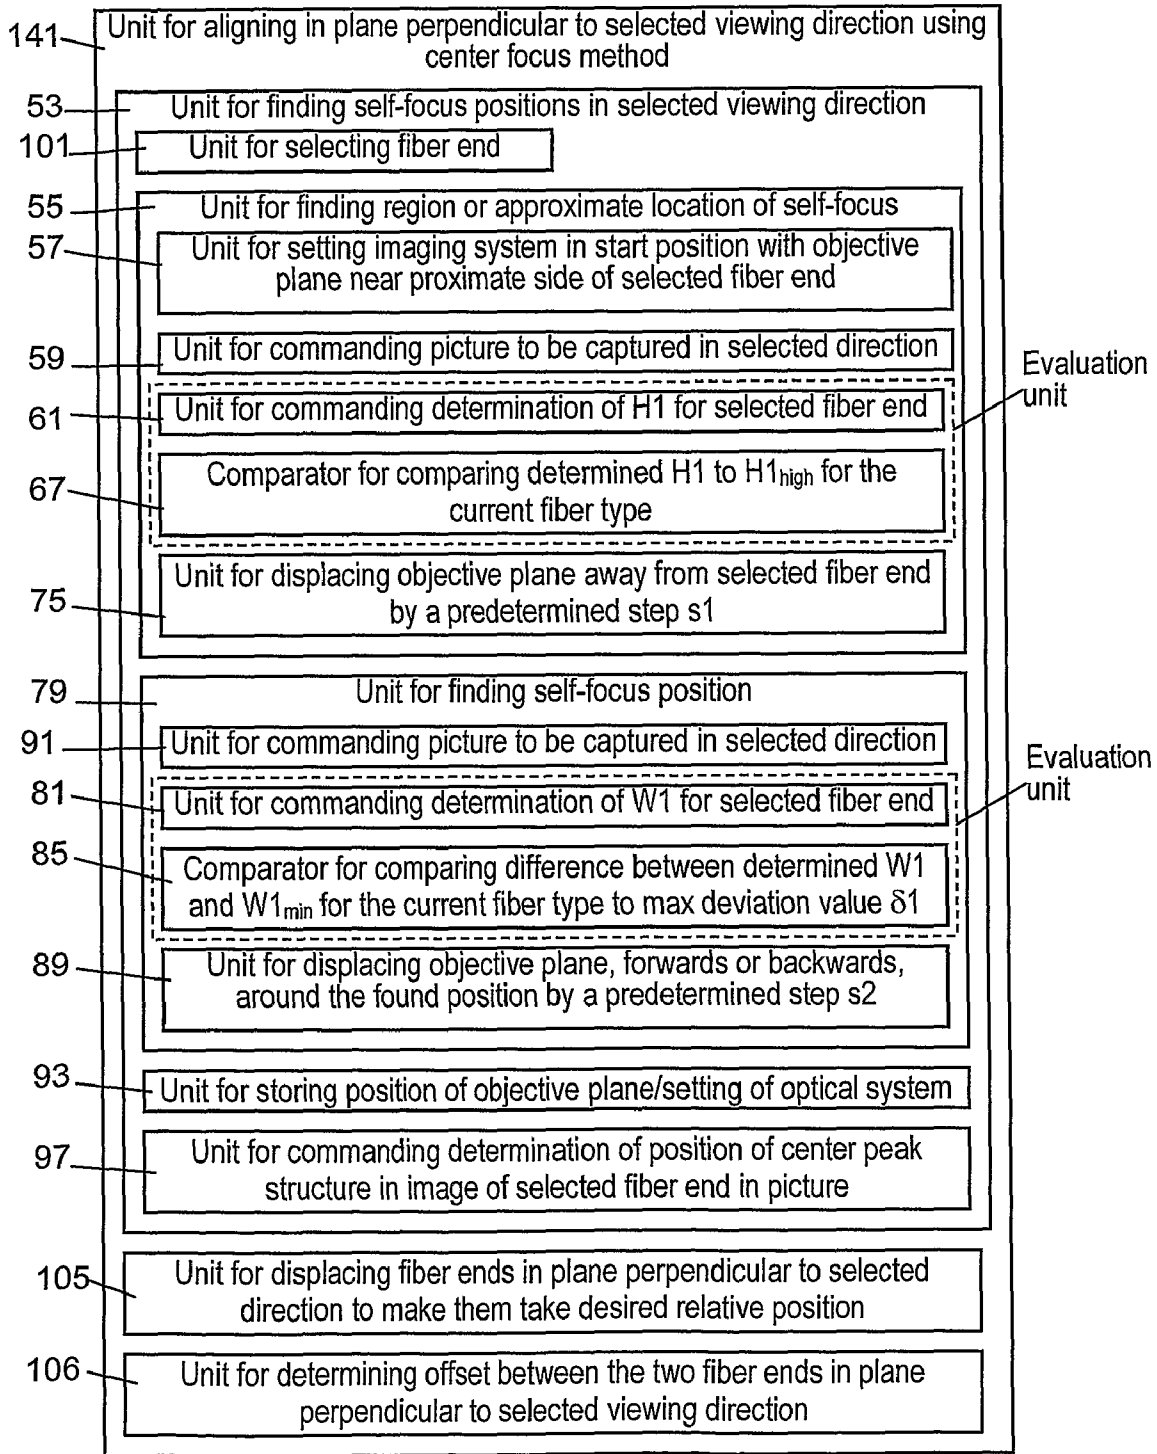 141
Unit for aligning in plane perpendicular to selected viewing direction using
center focus method
53
Unit for finding self-focus positions in selected viewing direction
101
Unit for selecting fiber end
55
Unit for finding region or approximate location of self-focus
57
Unit for setting imaging system in start position with objective
plane near proximate side of selected fiber end
59
Unit for commanding picture to be captured in selected direction
Evaluation
unit
61
Unit for commanding determination of H1 for selected fiber end
67
Comparator for comparing determined H1 to H1high for the
current fiber type
75
Unit for displacing objective plane away from selected fiber end
by a predetermined step s1
79
Unit for finding self-focus position
91
Unit for commanding picture to be captured in selected direction
Evaluation
unit
81
Unit for commanding determination of W1 for selected fiber end
85
Comparator for comparing difference between determined W1
and W1min for the current fiber type to max deviation value δ1
89
Unit for displacing objective plane, forwards or backwards,
around the found position by a predetermined step s2
93
Unit for storing position of objective plane/setting of optical system
97
Unit for commanding determination of position of center peak
structure in image of selected fiber end in picture
105
Unit for displacing fiber ends in plane perpendicular to selected
direction to make them take desired relative position
106
Unit for determining offset between the two fiber ends in plane
perpendicular to selected viewing direction